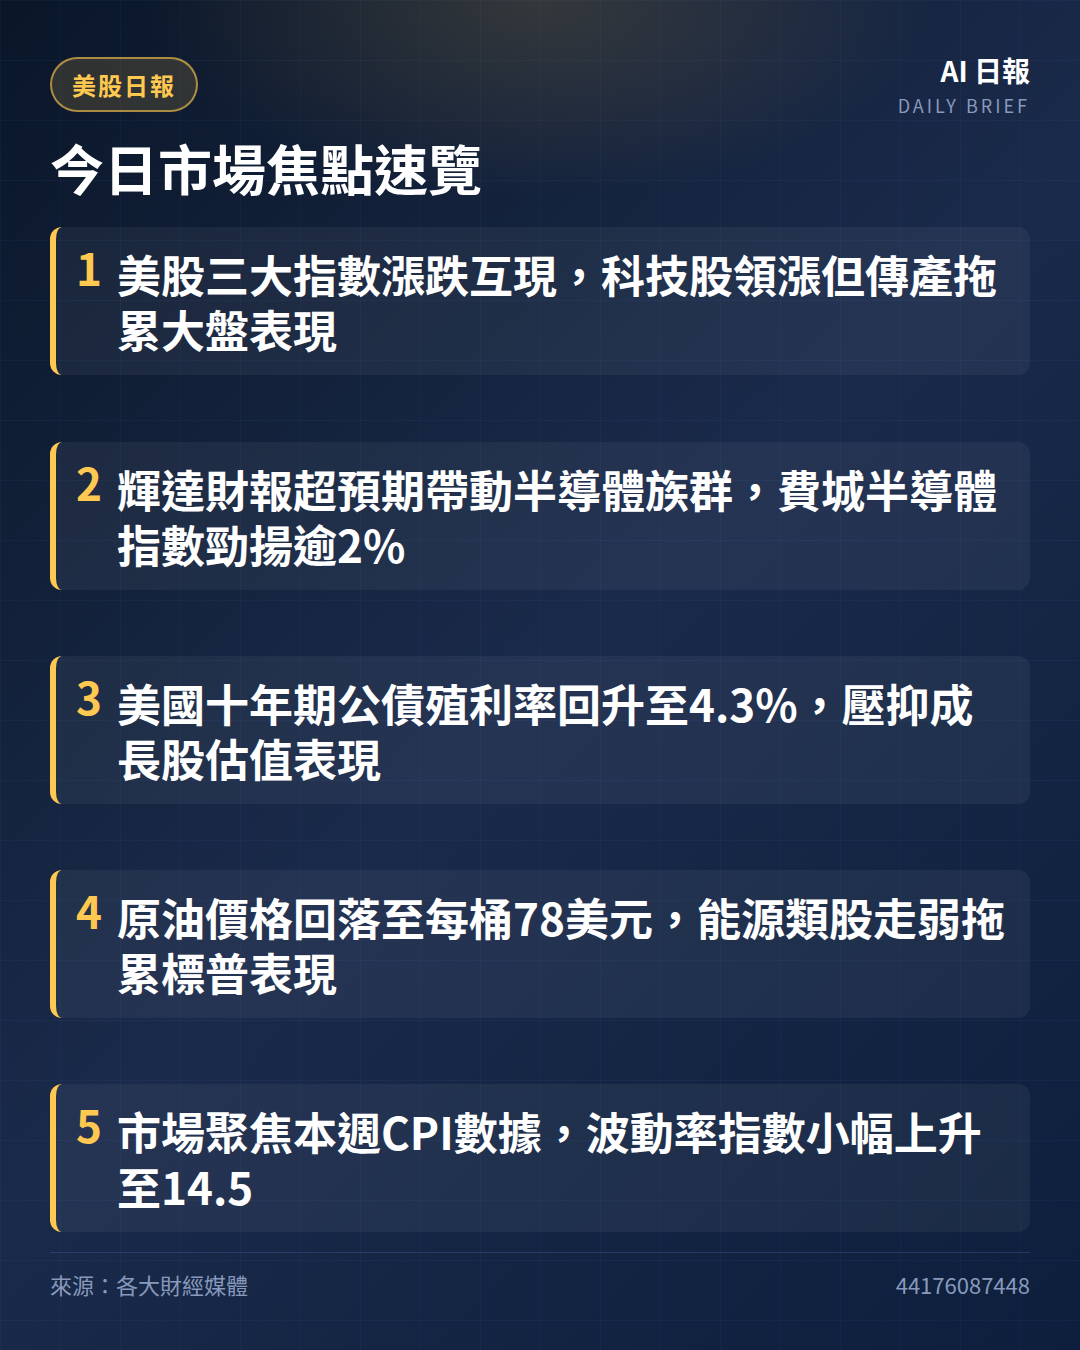 美股日報
AI 日報
DAILY BRIEF
今日市場焦點速覽
1 美股三大指數漲跌互現，科技股領漲但傳產拖
累大盤表現
2 輝達財報超預期帶動半導體族群，費城半導體
指數勁揚逾2%
3 美國十年期公債殖利率回升至4.3%，壓抑成
長股估值表現
4 原油價格回落至每桶78美元，能源類股走弱拖
累標普表現
5 市場聚焦本週CPI數據，波動率指數小幅上升
至14.5
來源：各大財經媒體
44176087448